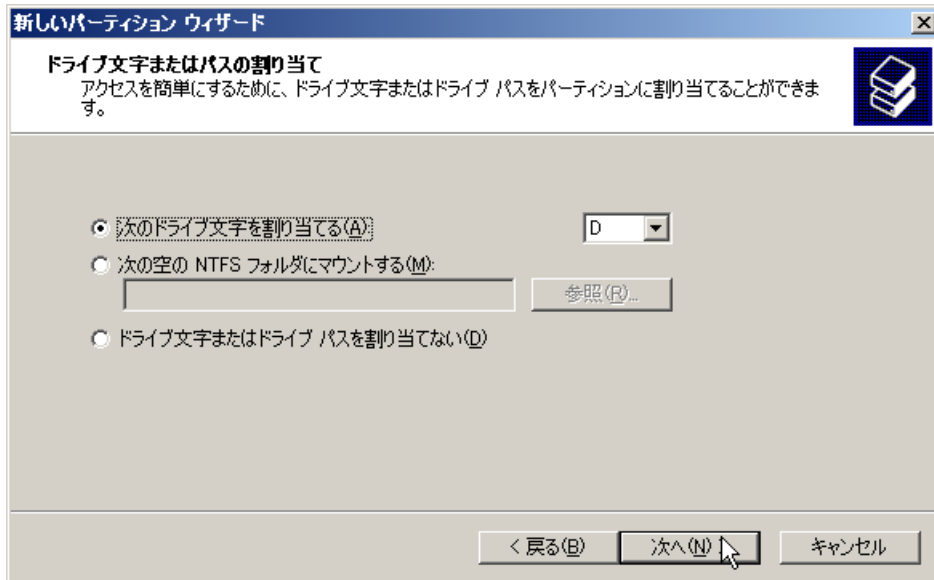 新しいパーティション ウィザード
ドライブ文字またはパスの割り当て
アクセスを簡単にするために、ドライブ文字またはドライブ パスをパーティションに割り当てることができま
す。
次のドライブ文字を割り当てる(A): D
次の空の NTFS フォルダにマウントする(M):
参照(R)...
ドライブ文字またはドライブ パスを割り当てない(D)
< 戻る(B) 次へ(N) > キャンセル